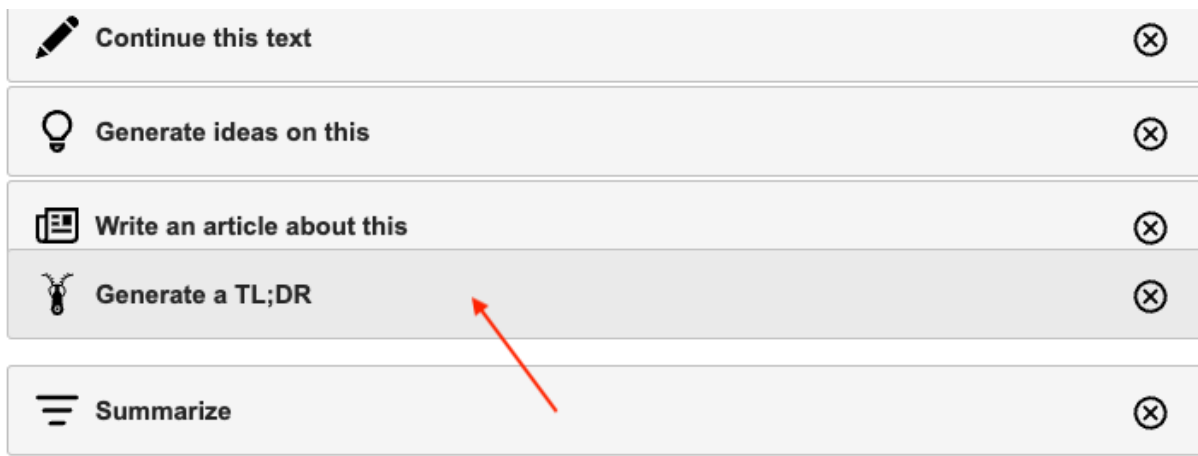 Continue this text
Generate ideas on this
Write an article about this
Generate a TL;DR
Summarize